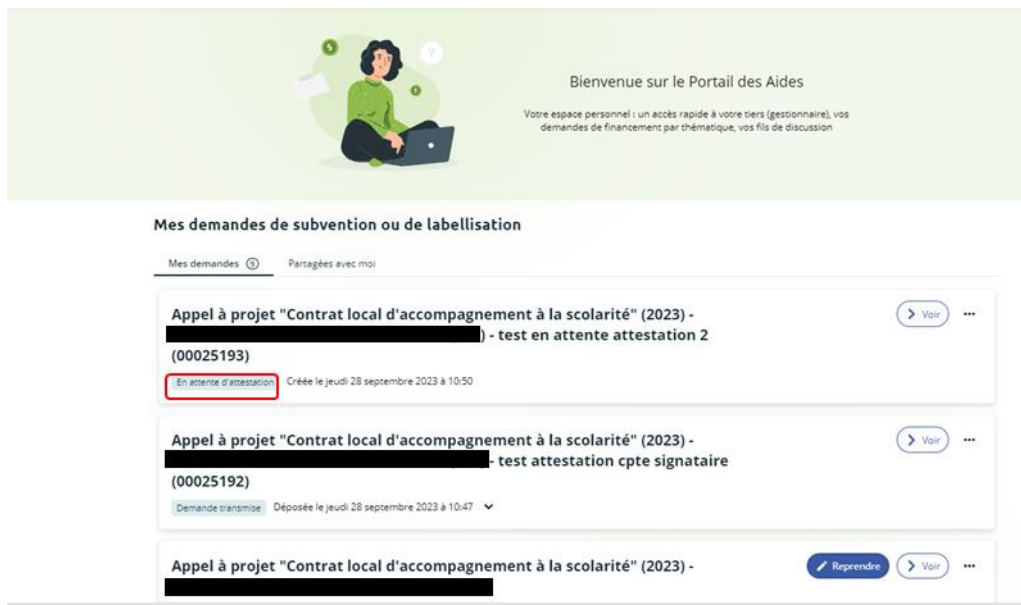 ?
Bienvenue sur le Portail des Aides
Votre espace personnel : un accès rapide à votre tiers (gestionnaire), vos
demandes de financement par thématique, vos fils de discussion
Mes demandes de subvention ou de labellisation
Mes demandes 9 Partagées avec moi
Appel à projet "Contrat local d'accompagnement à la scolarité" (2023) -
) - test en attente attestation 2
(00025193)
Voir
En attente d'attestation Créée le jeudi 28 septembre 2023 à 10:50
Appel à projet "Contrat local d'accompagnement à la scolarité" (2023) -
- test attestation cpte signataire
(00025192)
Voir
Demande transmise Déposée le jeudi 28 septembre 2023 à 10:47
Appel à projet "Contrat local d'accompagnement à la scolarité" (2023) -
Reprendre
Voir